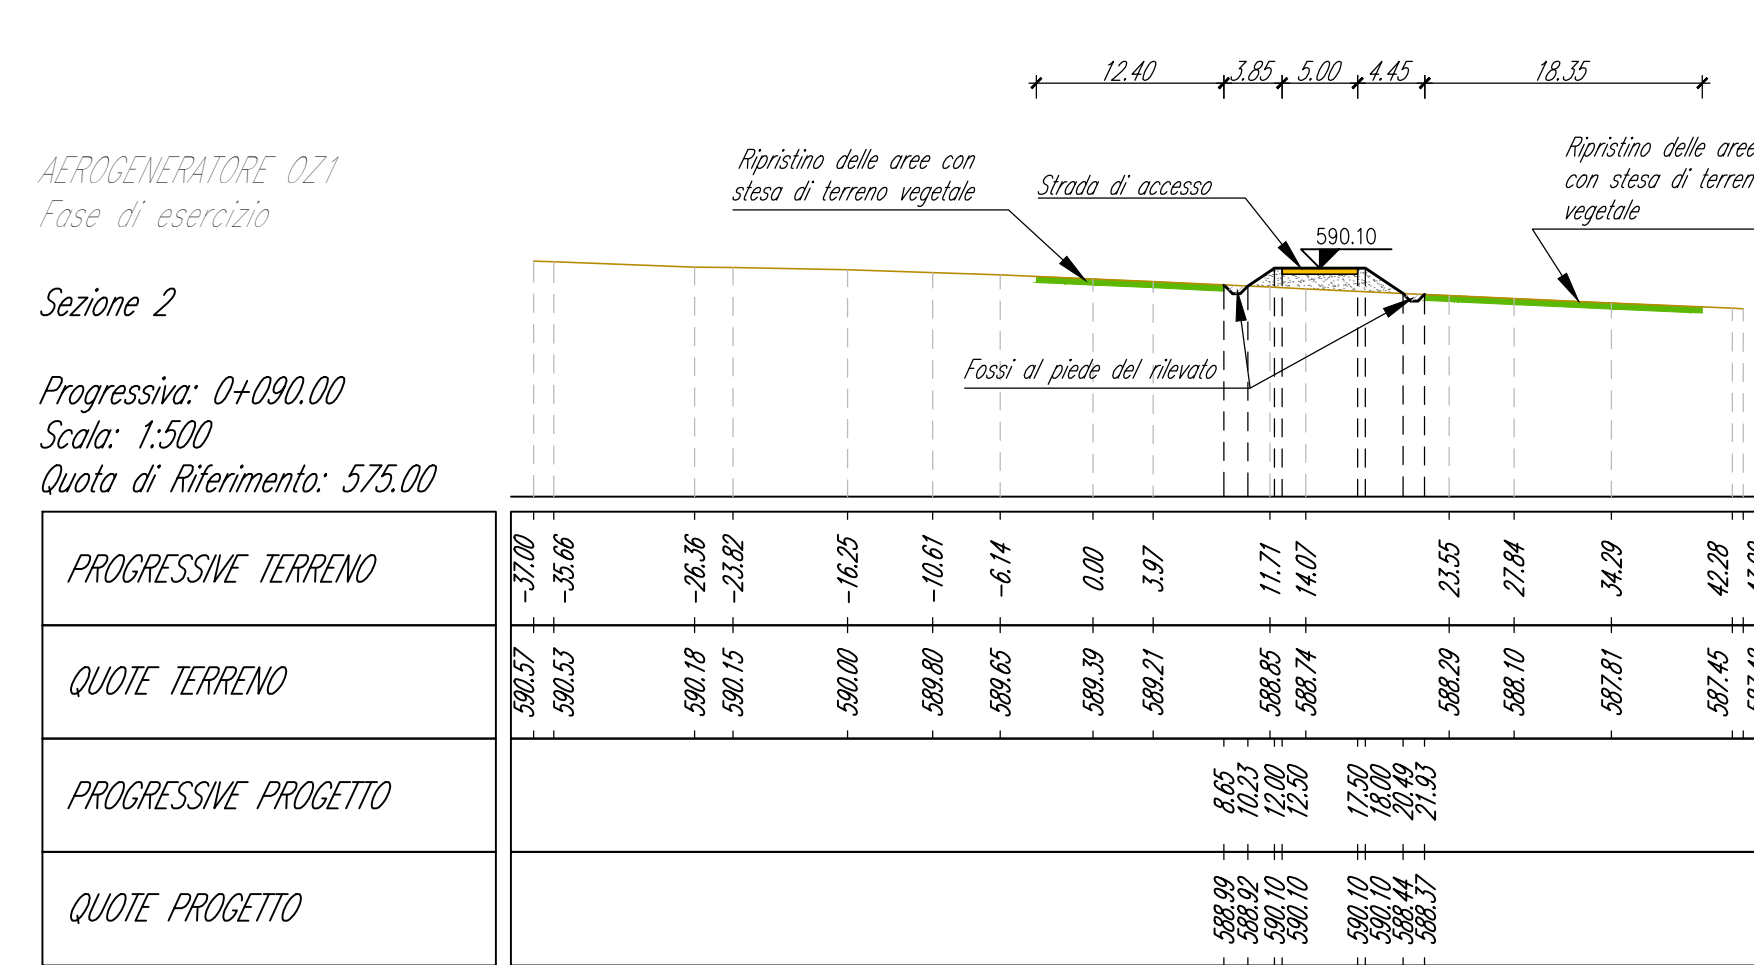 12.40 3.85 5.00 4.45 18.35
AEROGENERATORE OZ1
Fase di esercizio
Sezione 2
Progressiva: 0+090.00
Scala: 1:500
Quota di Riferimento: 575.00
Ripristino delle aree con
stesa di terreno vegetale
Strada di accesso
590.10
Ripristino delle aree
con stesa di
vegetale
Fossi al piede del rilevato
PROGRESSIVE TERRENO -37.00 -35.66 -26.36 -23.82 -16.25 -10.61 -6.14 0.00 3.97 11.71 14.07 23.55 27.84 34.29 42.28
QUOTE TERRENO 590.57 590.53 590.18 590.15 590.00 589.80 589.65 589.39 589.21 588.85 588.74 588.29 588.10 587.81 587.45
PROGRESSIVE PROGETTO 8.65 10.23 12.00 12.50 17.50 18.00 20.49 21.93
QUOTE PROGETTO 588.99 588.92 590.10 590.10 590.10 590.10 588.44 588.37